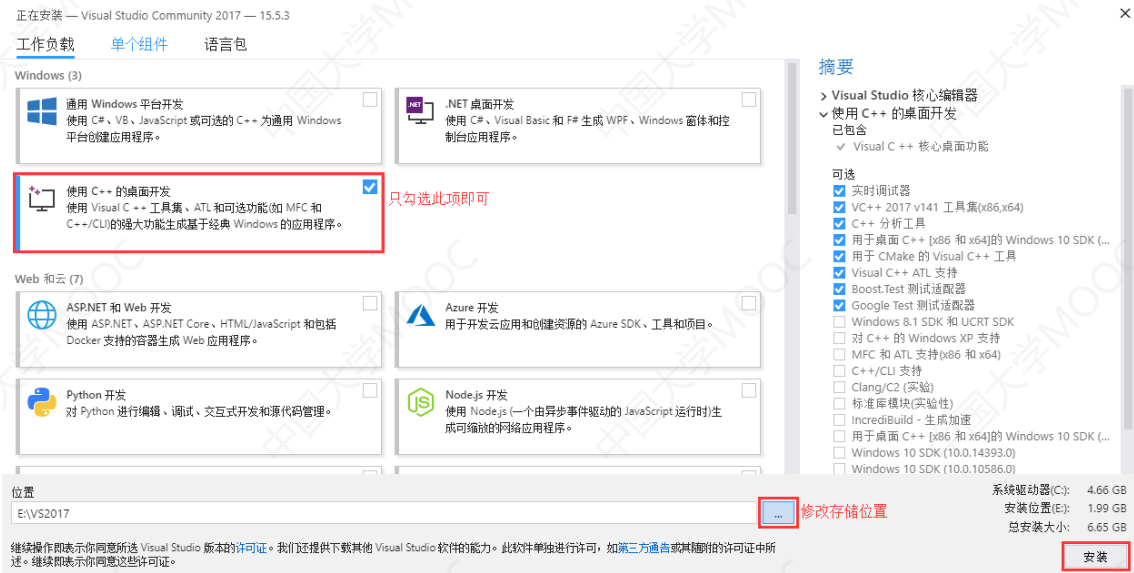 正在安装 — Visual Studio Community 2017 — 15.5.3
工作负载 单个组件 语言包
Windows (3)
通用 Windows 平台开发
使用 C#、VB、JavaScript 或可选的 C++ 为通用 Windows
平台创建应用程序。
.NET
.NET 桌面开发
使用 C#、Visual Basic 和 F# 生成 WPF、Windows 窗体和控
制台应用程序。
使用 C++ 的桌面开发
使用 Visual C ++ 工具集、ATL 和可选功能(如 MFC 和
C++/CLI)的强大功能生成基于经典 Windows 的应用程序。
只勾选此项即可
Web 和云 (7)
ASP.NET 和 Web 开发
使用 ASP.NET、ASP.NET Core、HTML/JavaScript 和包括
Docker 支持的容器生成 Web 应用程序。
Azure 开发
用于开发云应用和创建资源的 Azure SDK、工具和项目。
Python 开发
对 Python 进行编辑、调试、交互式开发和源代码管理。
Node.js 开发
使用 Node.js (一个由异步事件驱动的 JavaScript 运行时)生
成可缩放的网络应用程序。
摘要
Visual Studio 核心编辑器
使用 C++ 的桌面开发
已包含
Visual C ++ 核心桌面功能
可选
实时调试器
VC++ 2017 v141 工具集(x86,x64)
C++ 分析工具
用于桌面 C++ [x86 和 x64]的 Windows 10 SDK (...
用于 CMake 的 Visual C++ 工具
Visual C++ ATL 支持
Boost.Test 测试适配器
Google Test 测试适配器
Windows 8.1 SDK 和 UCRT SDK
对 C++ 的 Windows XP 支持
MFC 和 ATL 支持(x86 和 x64)
C++/CLI 支持
Clang/C2 (实验)
标准库模块(实验性)
IncrediBuild - 生成加速
用于桌面 C++ [x86 和 x64]的 Windows 10 SDK (...
Windows 10 SDK (10.0.14393.0)
Windows 10 SDK (10.0.10586.0)
位置
E:\VS2017
...
修改存储位置
系统驱动器(C:): 4.66 GB
安装位置(E:): 1.99 GB
总安装大小: 6.65 GB
继续操作即表示你同意所选 Visual Studio 版本的许可证。我们还提供下载其他 Visual Studio 软件的能力。此软件单独进行许可，如第三方通告或其随附的许可证中所
述。继续即表示你同意这些许可证。
安装
中国大学MOOC